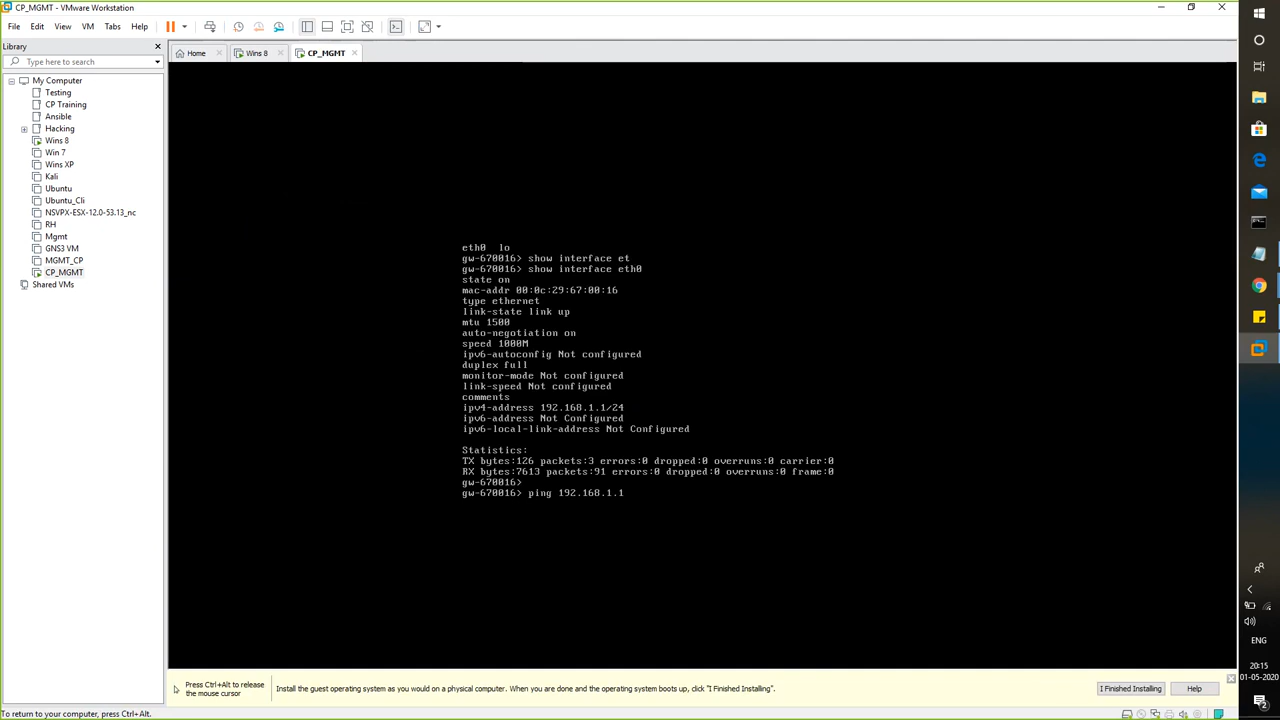 CP_MGMT - VMware Workstation
File Edit View VM Tabs Help
Library
Type here to search
My Computer
Testing
CP Training
Ansible
Hacking
Wins 8
Win 7
Wins XP
Kali
Ubuntu
Ubuntu_Cli
NSVPX-ESX-12.0-53.13_nc
RH
Mgmt
GNS3 VM
MGMT_CP
CP_MGMT
Shared VMs
Home Wins 8 CP_MGMT
eth0 lo
gw-670016> show interface et
gw-670016> show interface eth0
state on
mac-addr 00:0c:29:67:00:16
type ethernet
link-state link up
mtu 1500
auto-negotiation on
speed 1000M
ipv6-autoconfig Not configured
duplex full
monitor-mode Not configured
link-speed Not configured
comments
ipv4-address 192.168.1.1/24
ipv6-address Not Configured
ipv6-local-link-address Not Configured
Statistics:
TX bytes:126 packets:3 errors:0 dropped:0 overruns:0 carrier:0
RX bytes:7613 packets:91 errors:0 dropped:0 overruns:0 frame:0
gw-670016>
gw-670016> ping 192.168.1.1
Press Ctrl+Alt to release
the mouse cursor
Install the guest operating system as you would on a physical computer. When you are done and the operating system boots up, click "I Finished Installing".
I Finished Installing
Help
To return to your computer, press Ctrl+Alt.
ENG
20:15
01-05-2020
2